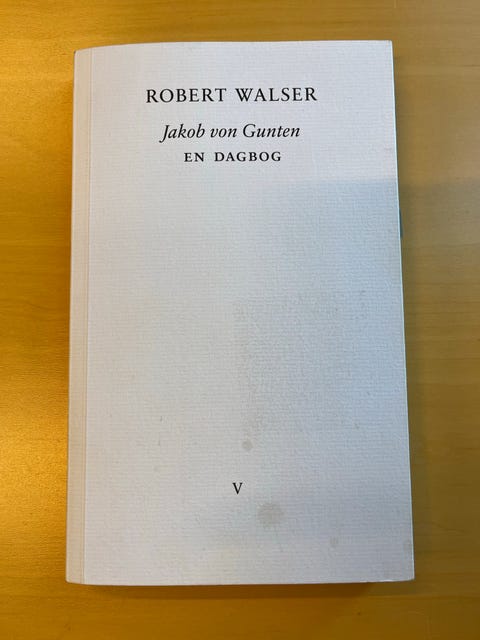 ROBERT WALSER
Jakob von Gunten
EN DAGBOG
V